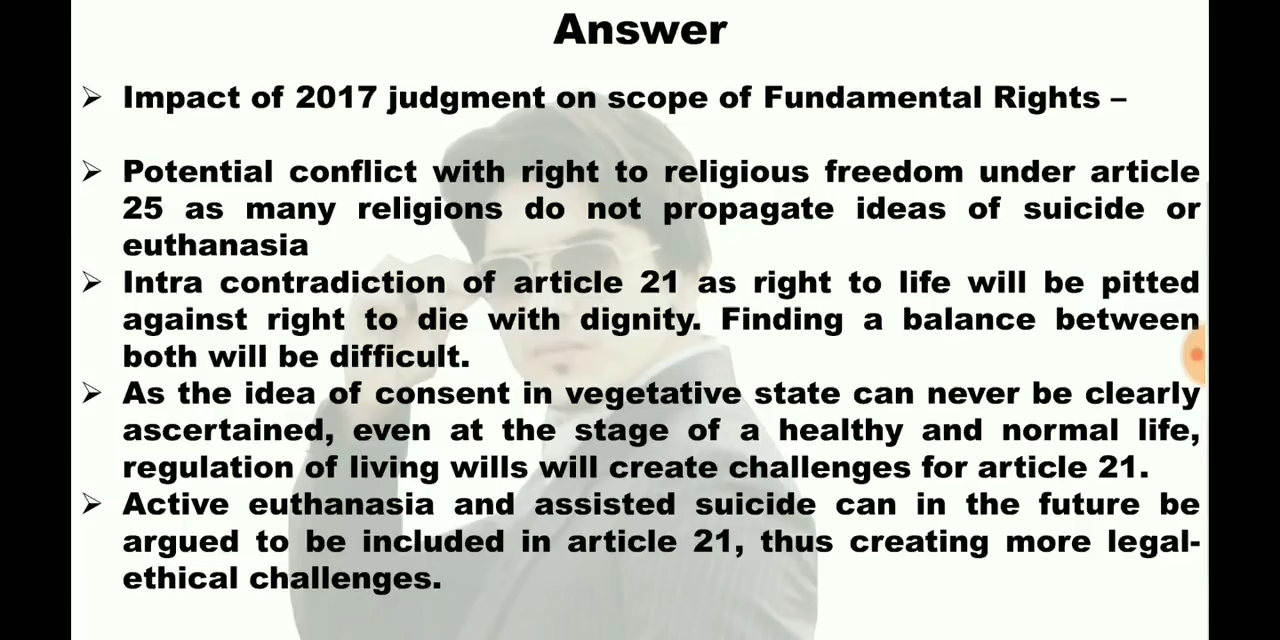 Answer
➢ Impact of 2017 judgment on scope of Fundamental Rights –
➢ Potential conflict with right to religious freedom under article
25 as many religions do not propagate ideas of suicide or
euthanasia
➢ Intra contradiction of article 21 as right to life will be pitted
against right to die with dignity. Finding a balance between
both will be difficult.
➢ As the idea of consent in vegetative state can never be clearly
ascertained, even at the stage of a healthy and normal life,
regulation of living wills will create challenges for article 21.
➢ Active euthanasia and assisted suicide can in the future be
argued to be included in article 21, thus creating more legal-
ethical challenges.